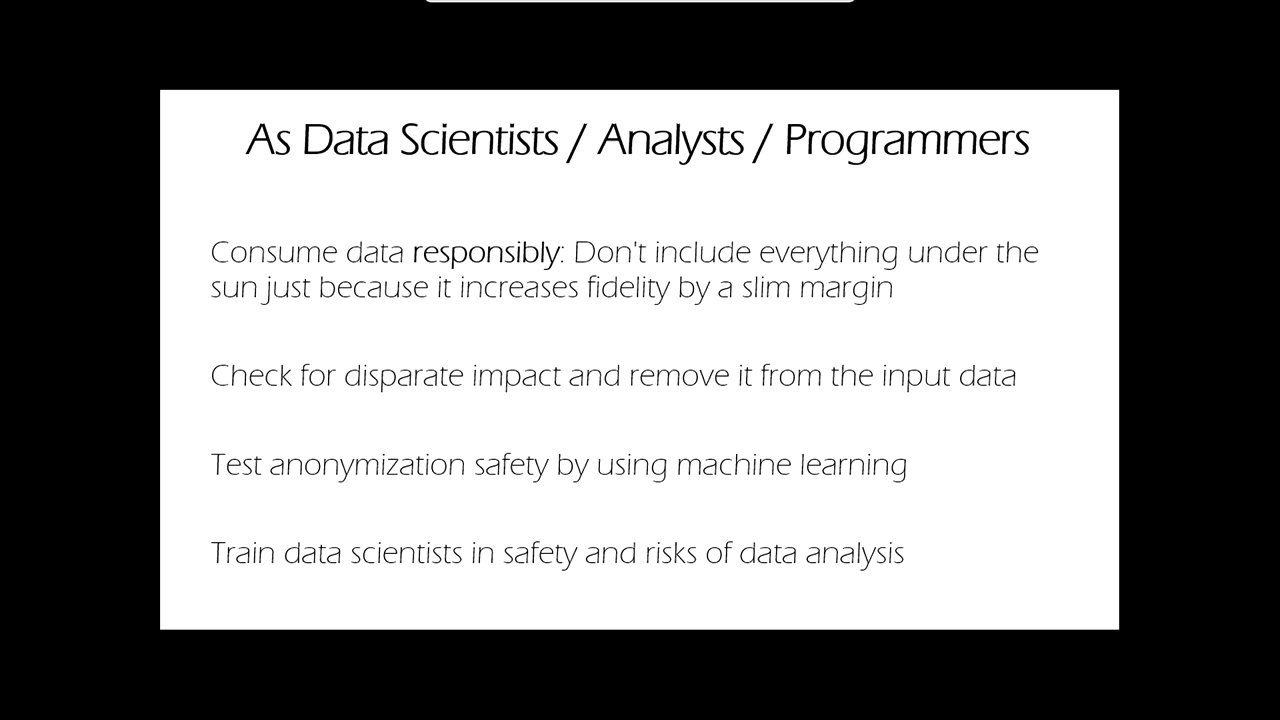 As Data Scientists / Analysts / Programmers
Consume data responsibly: Don't include everything under the
sun just because it increases fidelity by a slim margin
Check for disparate impact and remove it from the input data
Test anonymization safety by using machine learning
Train data scientists in safety and risks of data analysis